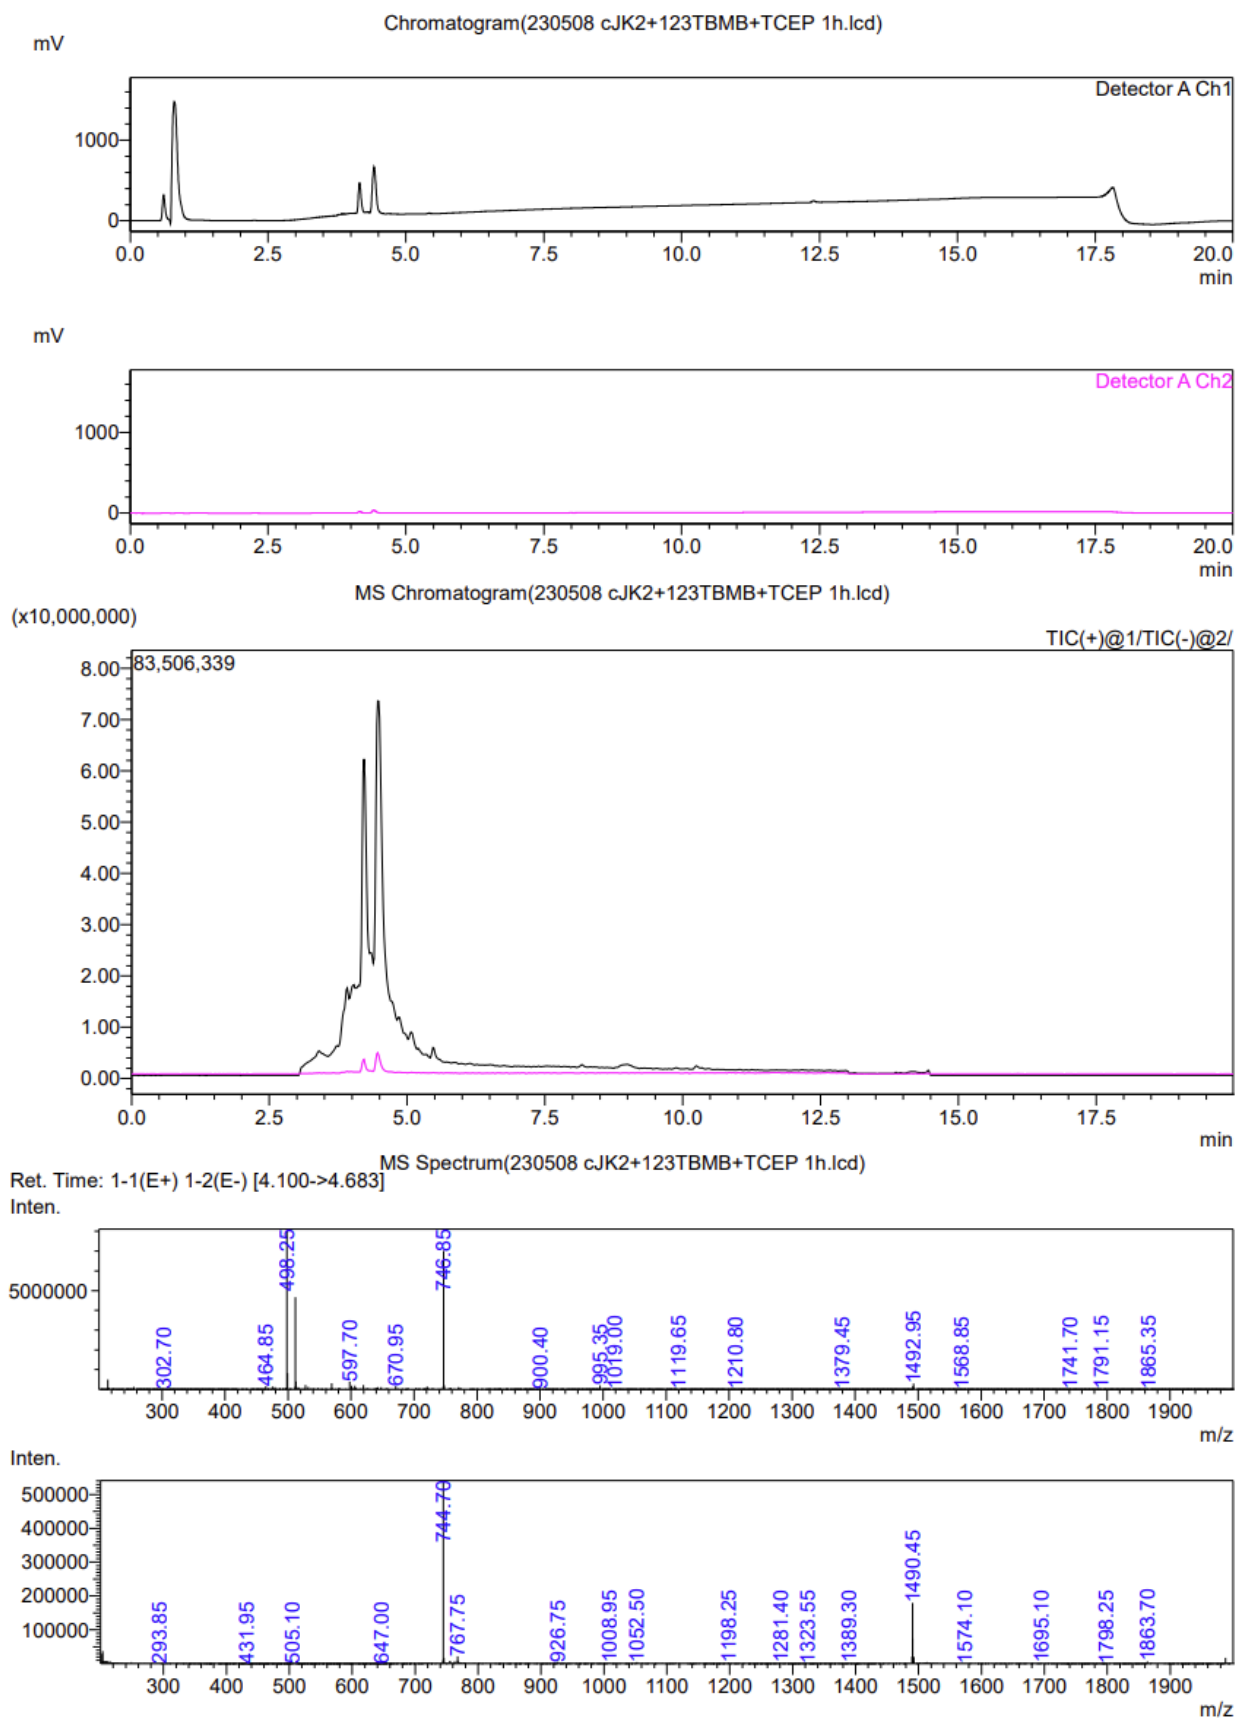 Chromatogram(230508 cJK2+123TBMB+TCEP 1h.lcd)
mV
Detector A Ch1
1000
0
0.0 2.5 5.0 7.5 10.0 12.5 15.0 17.5 20.0
min
mV
Detector A Ch2
1000
0
0.0 2.5 5.0 7.5 10.0 12.5 15.0 17.5 20.0
min
MS Chromatogram(230508 cJK2+123TBMB+TCEP 1h.lcd)
(x10,000,000)
TIC(+)@1/TIC(-)@2/
83,506,339
8.00
7.00
6.00
5.00
4.00
3.00
2.00
1.00
0.00
0.0 2.5 5.0 7.5 10.0 12.5 15.0 17.5
min
MS Spectrum(230508 cJK2+123TBMB+TCEP 1h.lcd)
Ret. Time: 1-1(E+) 1-2(E-) [4.100->4.683]
Inten.
5000000
302.70 464.85 498.25 597.70 670.95 746.85 900.40 995.35 1019.00 1119.65 1210.80 1379.45 1492.95 1568.85 1741.70 1791.15 1865.35
300 400 500 600 700 800 900 1000 1100 1200 1300 1400 1500 1600 1700 1800 1900
m/z
Inten.
500000
400000
300000
200000
100000
293.85 431.95 505.10 647.00 744.70 767.75 926.75 1008.95 1052.50 1198.25 1281.40 1323.55 1389.30 1490.45 1574.10 1695.10 1798.25 1863.70
300 400 500 600 700 800 900 1000 1100 1200 1300 1400 1500 1600 1700 1800 1900
m/z